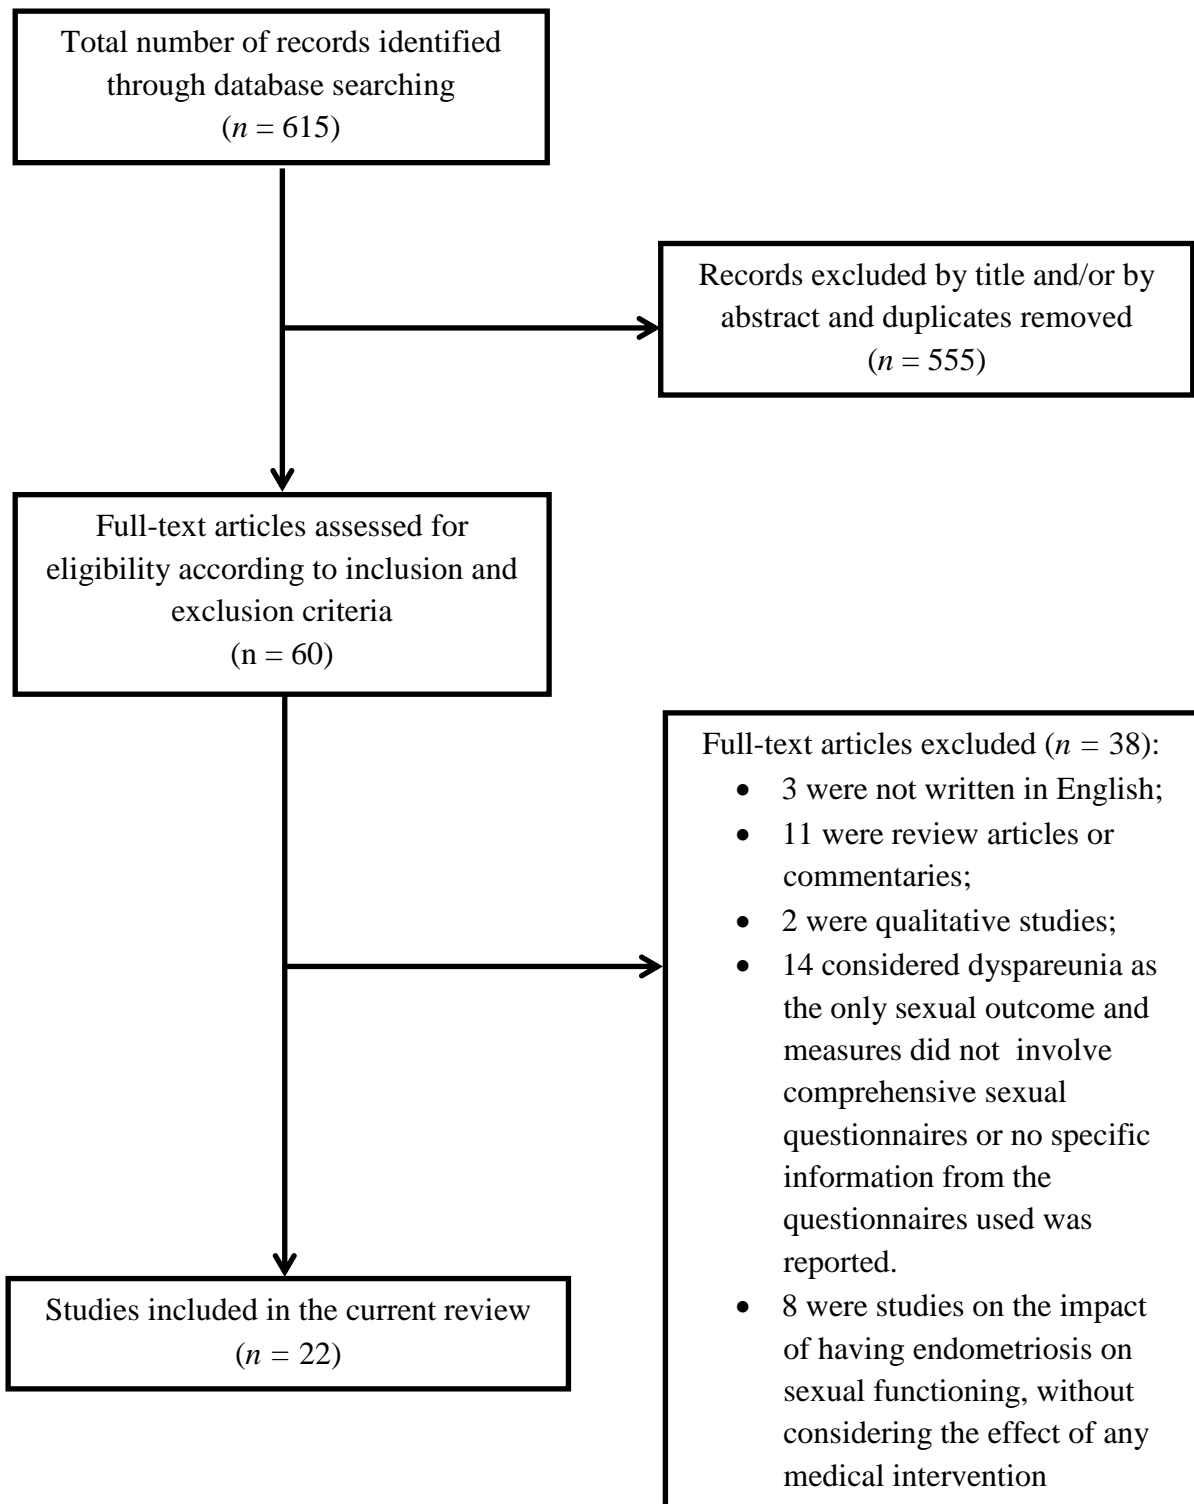 Total number of records identified
through database searching
(n = 615)
Records excluded by title and/or by
abstract and duplicates removed
(n = 555)
Full-text articles assessed for
eligibility according to inclusion and
exclusion criteria
(n = 60)
Full-text articles excluded (n = 38):
• 3 were not written in English;
• 11 were review articles or
commentaries;
• 2 were qualitative studies;
• 14 considered dyspareunia as
the only sexual outcome and
measures did not involve
comprehensive sexual
questionnaires or no specific
information from the
questionnaires used was
reported.
• 8 were studies on the impact
of having endometriosis on
sexual functioning, without
considering the effect of any
medical intervention
Studies included in the current review
(n = 22)